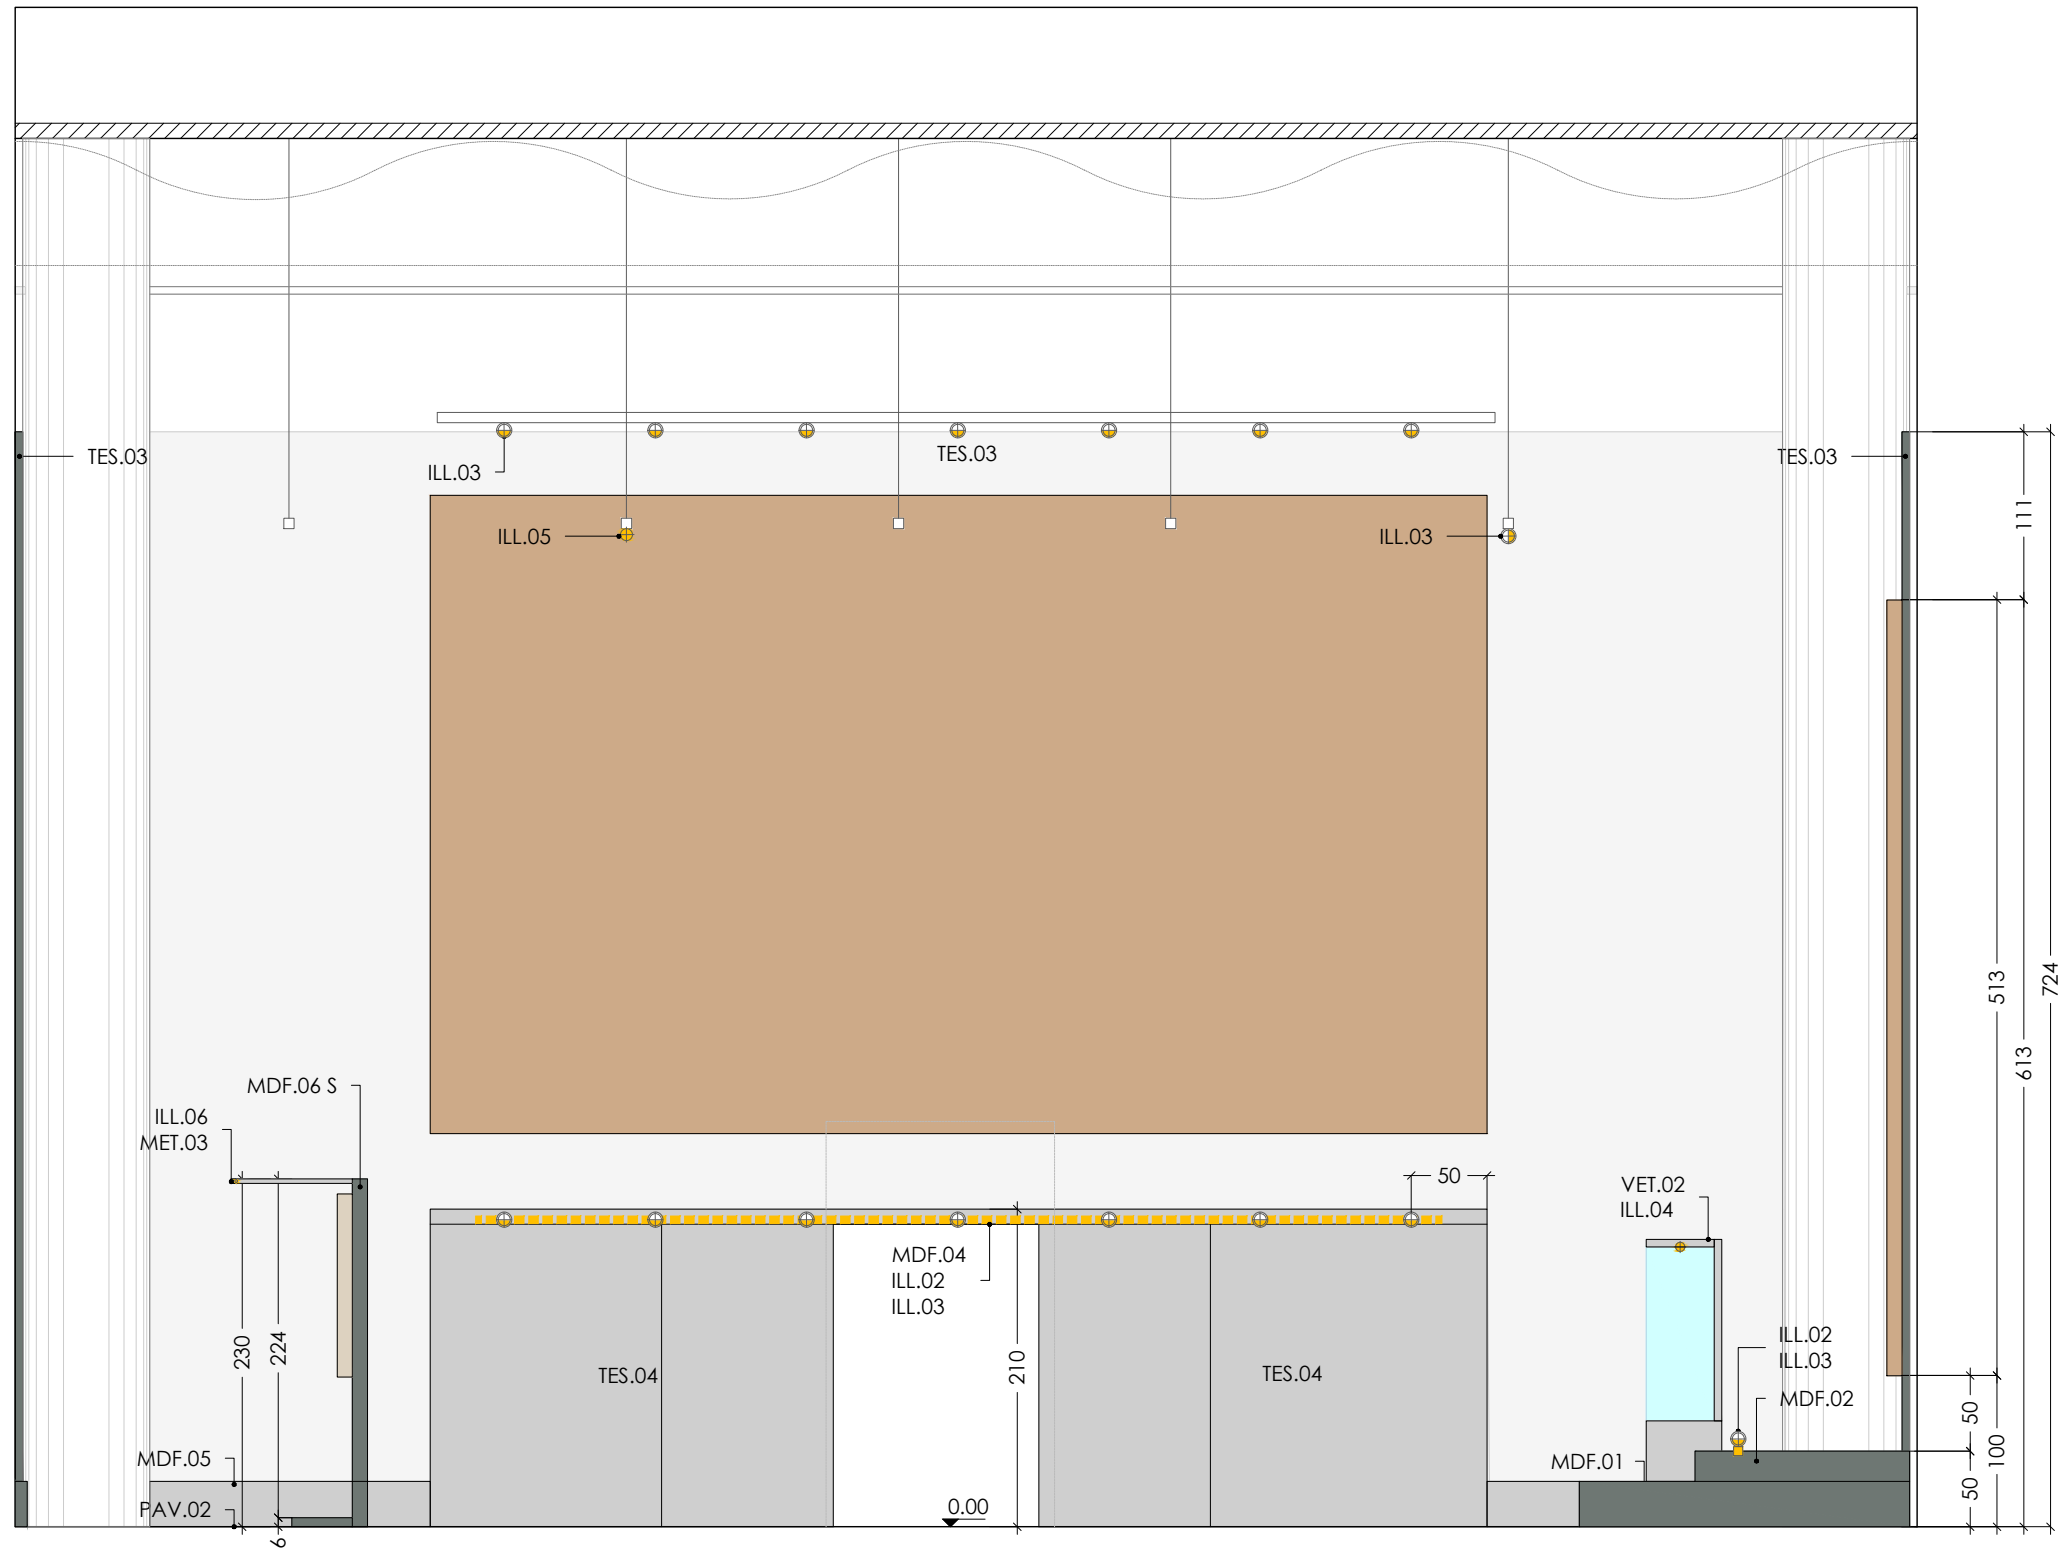 TES.03
TES.03
TES.03
ILL.03
ILL.05
ILL.03
111
513
724
613
MDF.06 S
ILL.06
MET.03
50
VET.02
ILL.04
MDF.04
ILL.02
ILL.03
230
224
210
TES.04
TES.04
ILL.02
ILL.03
MDF.02
50
100
MDF.05
MDF.01
50
PAV.02
0.00
6